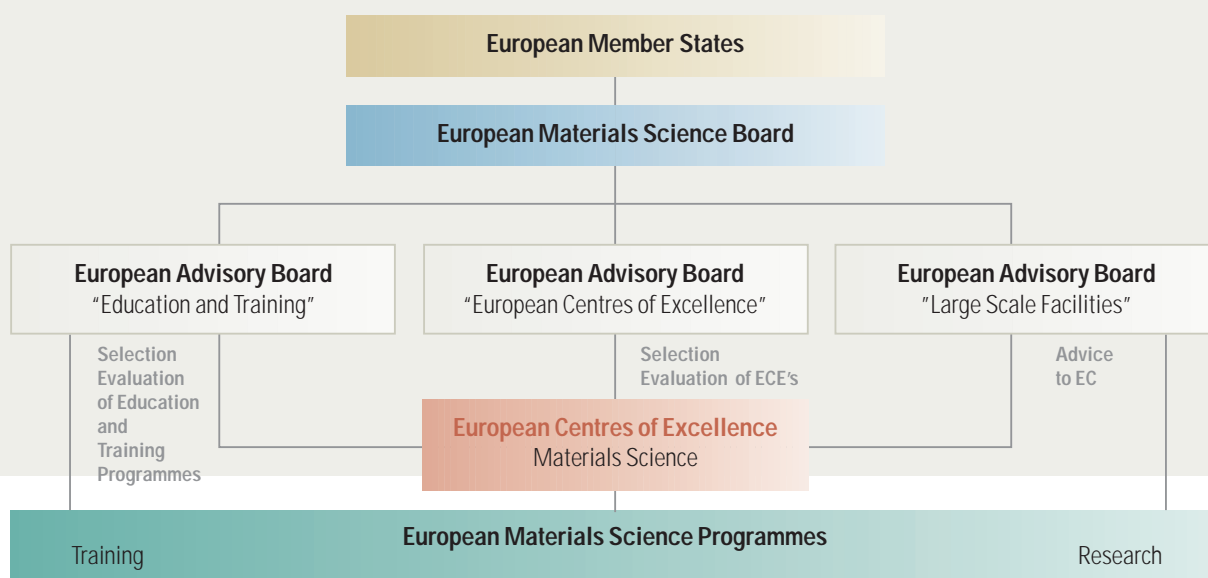 European Member States
European Materials Science Board
European Advisory Board
“Education and Training”
European Advisory Board
“European Centres of Excellence”
European Advisory Board
”Large Scale Facilities”
Selection
Evaluation
of Education
and
Training
Programmes
Selection
Evaluation of ECE's
Advice
to EC
European Centres of Excellence
Materials Science
European Materials Science Programmes
Training
Research